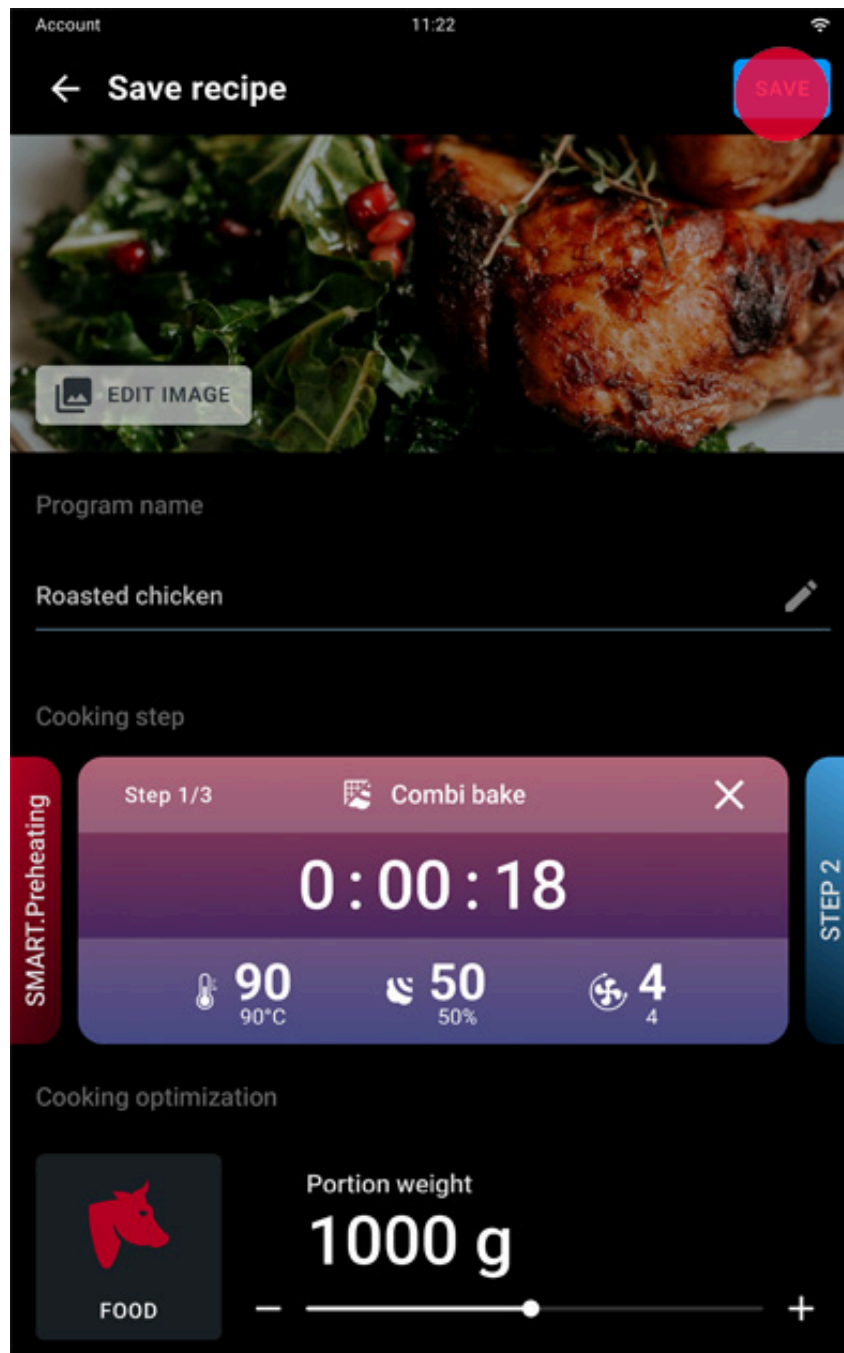 Account 11:22
Save recipe SAVE
EDIT IMAGE
Program name
Roasted chicken
Cooking step
SMART.Preheating
Step 1/3 Combi bake
0:00:18
90 50 4
90°C 50% 4
STEP 2
Cooking optimization
FOOD
Portion weight
1000 g